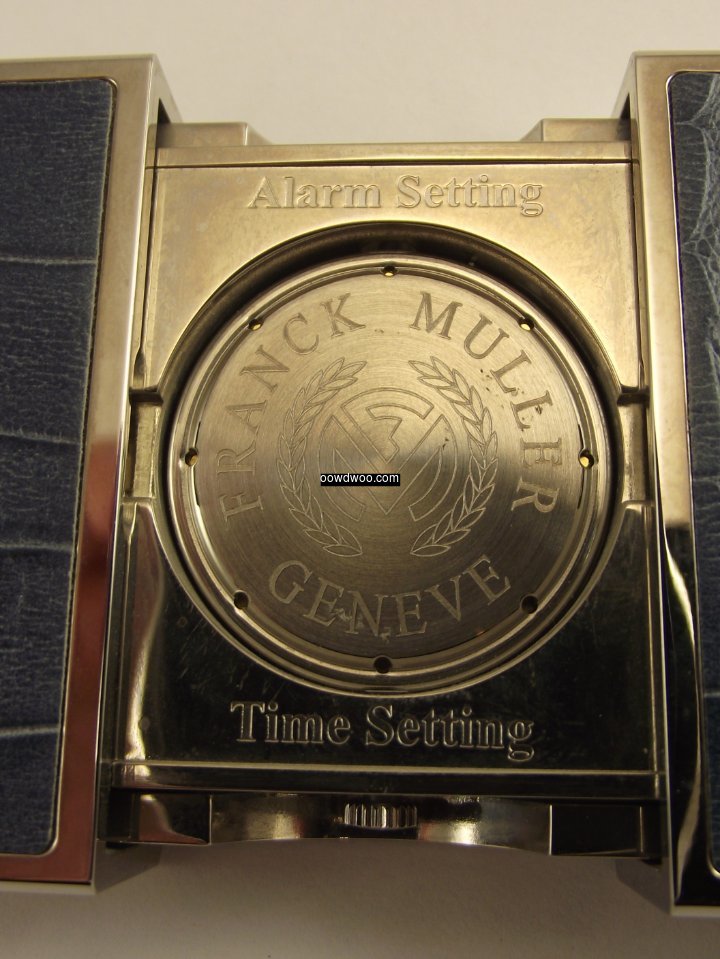 Alarm Setting
FRANCK MULLER
oowdwoo.com
GENEVE
Time Setting